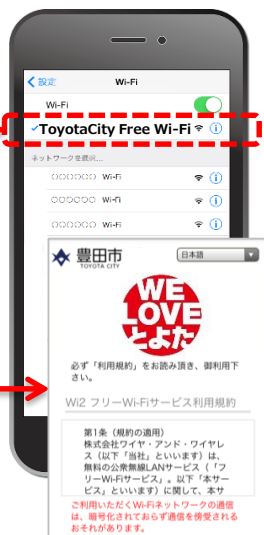 設定
Wi-Fi
Wi-Fi
ToyotaCity Free Wi-Fi
ネットワークを選択...
○○○○○○ Wi-Fi
○○○○○○ Wi-Fi
○○○○○○ Wi-Fi
豊田市
TOYOTA CITY
日本語
WE
LOVE
とよた
必ず「利用規約」をお読み頂き、御利用下
さい。
Wi2 フリーWi-Fiサービス利用規約
第1条（規約の適用）
株式会社ワイヤ・アンド・ワイヤレ
ス（以下「当社」といいます）は、
無料の公衆無線LANサービス（「フ
リーWi-Fiサービス」。以下「本サー
ビス」といいます）に関して、本サ
ご利用いただくWi-Fiネットワークの通信
は、暗号化されておらず通信を傍受される
おそれがあります。